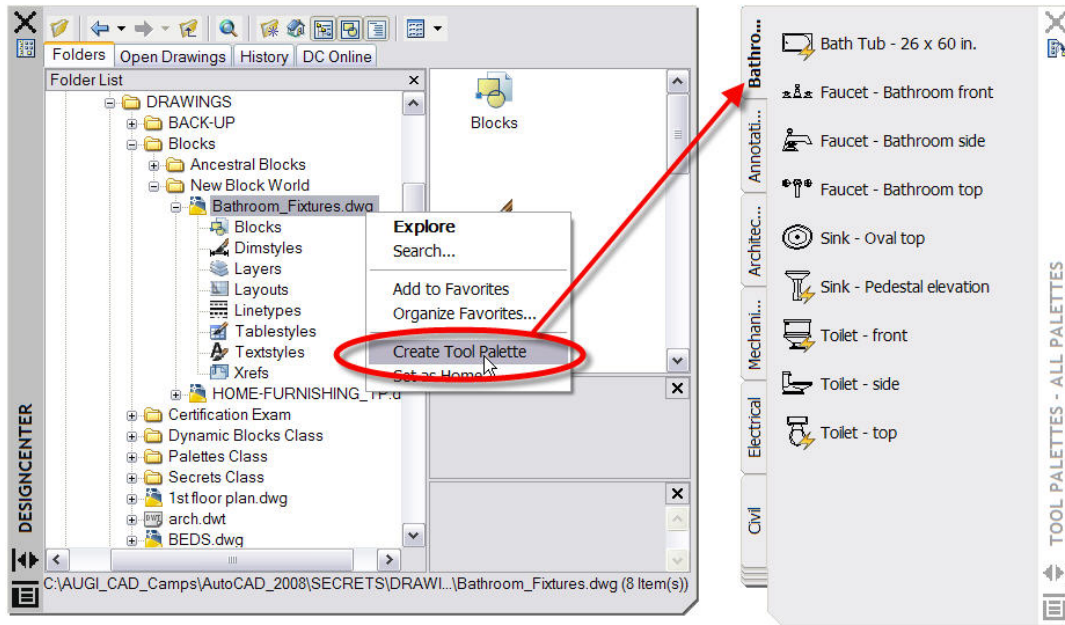 Folders
Open Drawings
History
DC Online
Folder List
DRAWINGS
BACK-UP
Blocks
Ancestral Blocks
New Block World
Bathroom_Fixtures.dwg
Blocks
Dimstyles
Layers
Layouts
Linetypes
Tablestyles
Textstyles
Xrefs
HOME-FURNISHING_TP.d
Certification Exam
Dynamic Blocks Class
Palettes Class
Secrets Class
1st floor plan.dwg
arch.dwt
BEDS.dwg
Blocks
Explore
Search...
Add to Favorites
Organize Favorites...
Create Tool Palette
Set as Home
C:\AUGI_CAD_Camps\AutoCAD_2008\SECRETS\DRAWI...\Bathroom_Fixtures.dwg (8 Item(s))
DESIGNCENTER
Bathro...
Annotati...
Architec...
Mechani...
Electrical
Civil
Bath Tub - 26 x 60 in.
Faucet - Bathroom front
Faucet - Bathroom side
Faucet - Bathroom top
Sink - Oval top
Sink - Pedestal elevation
Toilet - front
Toilet - side
Toilet - top
TOOL PALETTES - ALL PALETTES